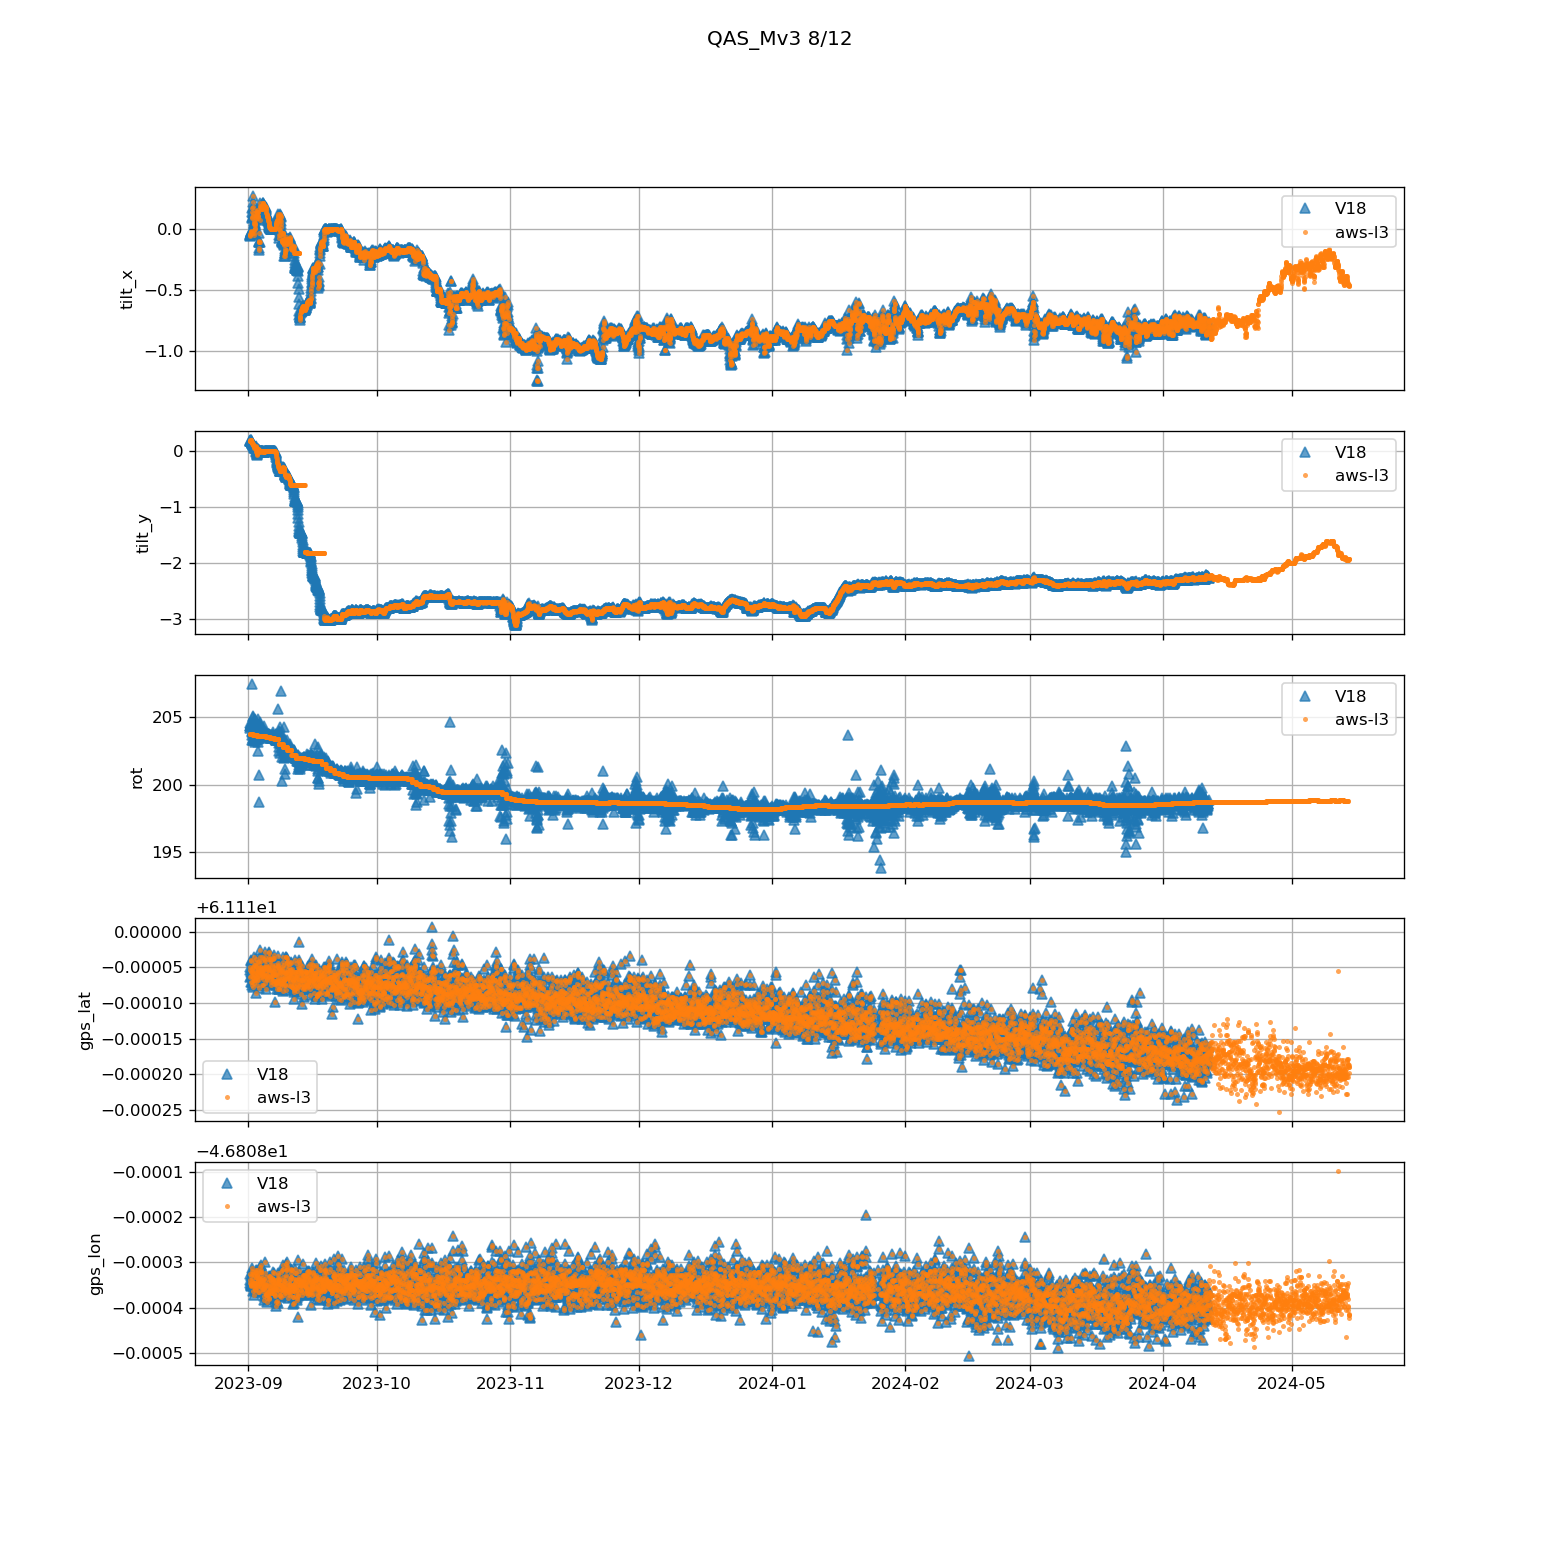 QAS_Mv3 8/12
tilt_x
0.0
−0.5
−1.0
V18
aws-l3
tilt_y
0
−1
−2
−3
V18
aws-l3
rot
205
200
195
V18
aws-l3
+6.111e1
gps_lat
0.00000
−0.00005
−0.00010
−0.00015
−0.00020
−0.00025
V18
aws-l3
−4.6808e1
gps_lon
−0.0001
−0.0002
−0.0003
−0.0004
−0.0005
V18
aws-l3
2023-09 2023-10 2023-11 2023-12 2024-01 2024-02 2024-03 2024-04 2024-05